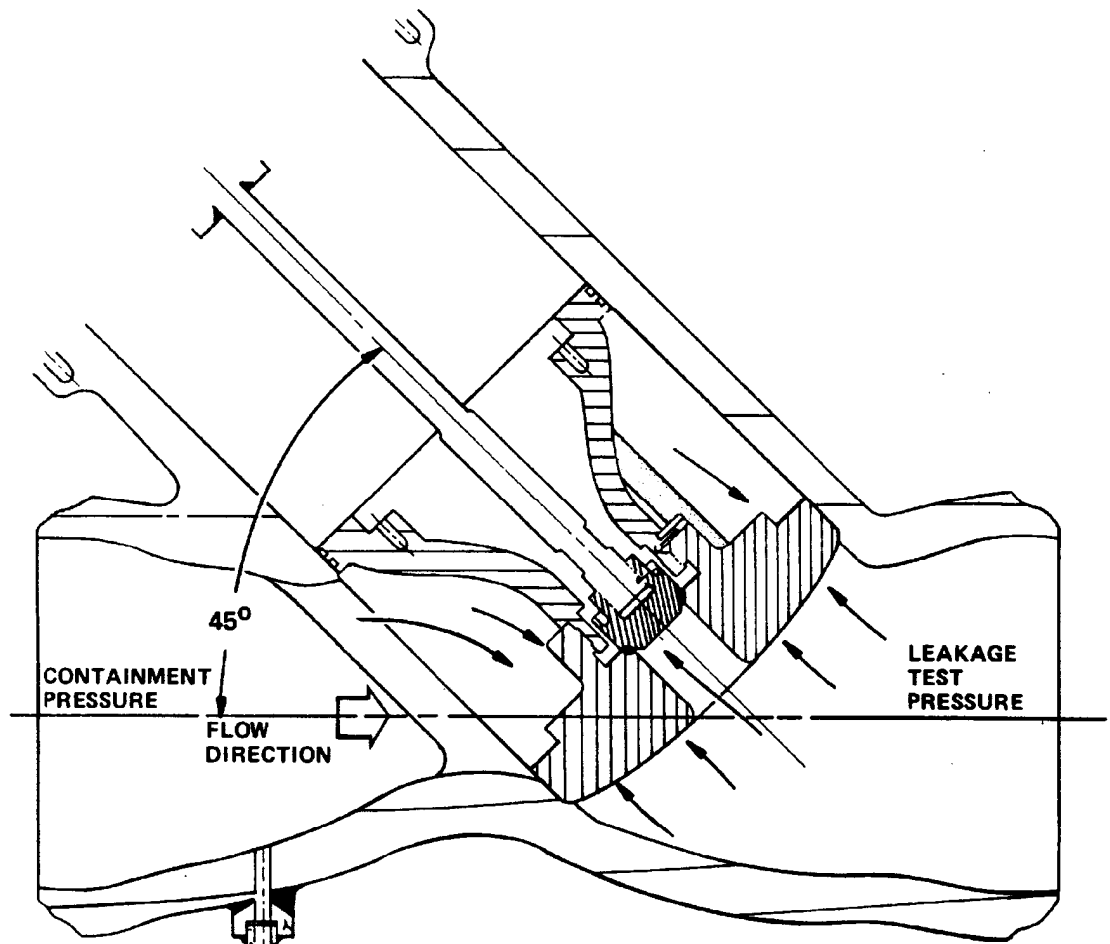 45°
CONTAINMENT
PRESSURE
FLOW
DIRECTION
LEAKAGE
TEST
PRESSURE